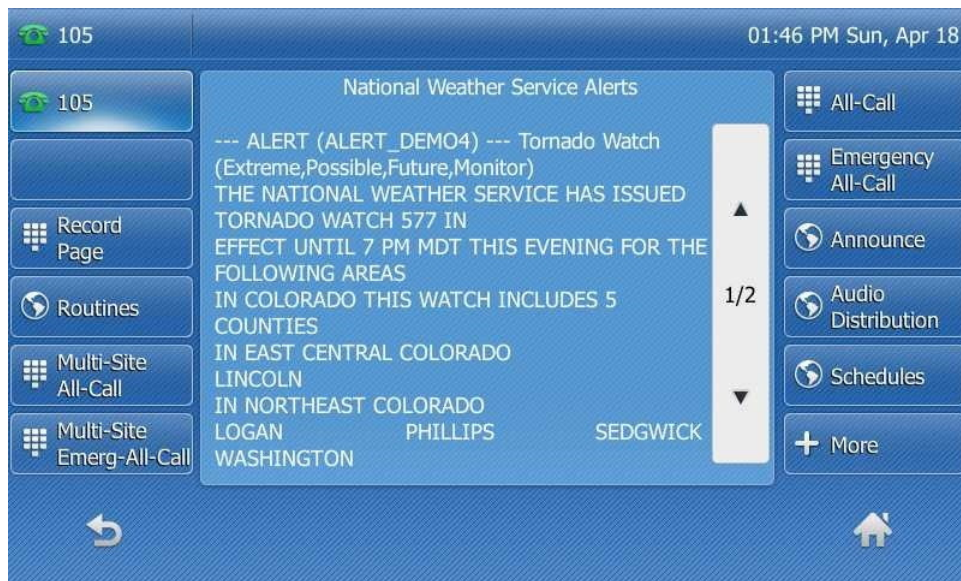 105
01:46 PM Sun, Apr 18
105
Record
Page
Routines
Multi-Site
All-Call
Multi-Site
Emerg-All-Call
National Weather Service Alerts
--- ALERT (ALERT_DEMO4) --- Tornado Watch
(Extreme,Possible,Future,Monitor)
THE NATIONAL WEATHER SERVICE HAS ISSUED
TORNADO WATCH 577 IN
EFFECT UNTIL 7 PM MDT THIS EVENING FOR THE
FOLLOWING AREAS
IN COLORADO THIS WATCH INCLUDES 5
COUNTIES
IN EAST CENTRAL COLORADO
LINCOLN
IN NORTHEAST COLORADO
LOGAN PHILLIPS SEDGWICK
WASHINGTON
1/2
All-Call
Emergency
All-Call
Announce
Audio
Distribution
Schedules
More